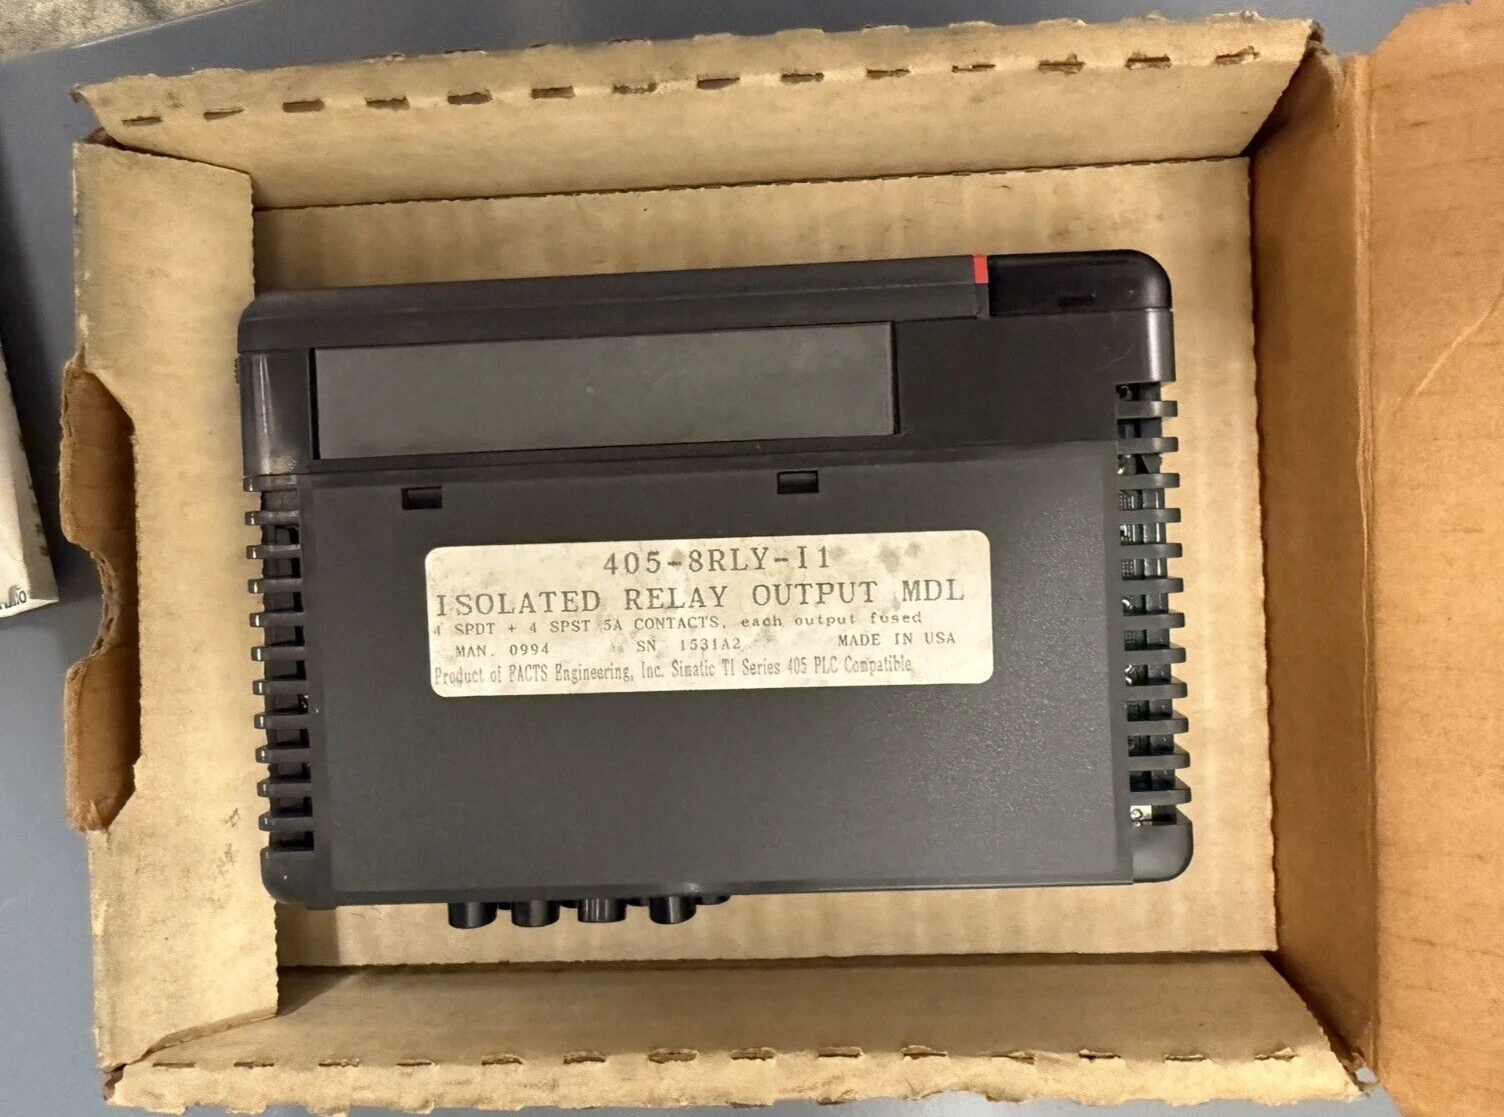 405-8RLY-I1
ISOLATED RELAY OUTPUT MDL
4 SPDT + 4 SPST 5A CONTACTS, each output fused
MAN. 0994 SN 1531A2 MADE IN USA
Product of FACTS Engineering, Inc. Simatic TI Series 405 PLC Compatible